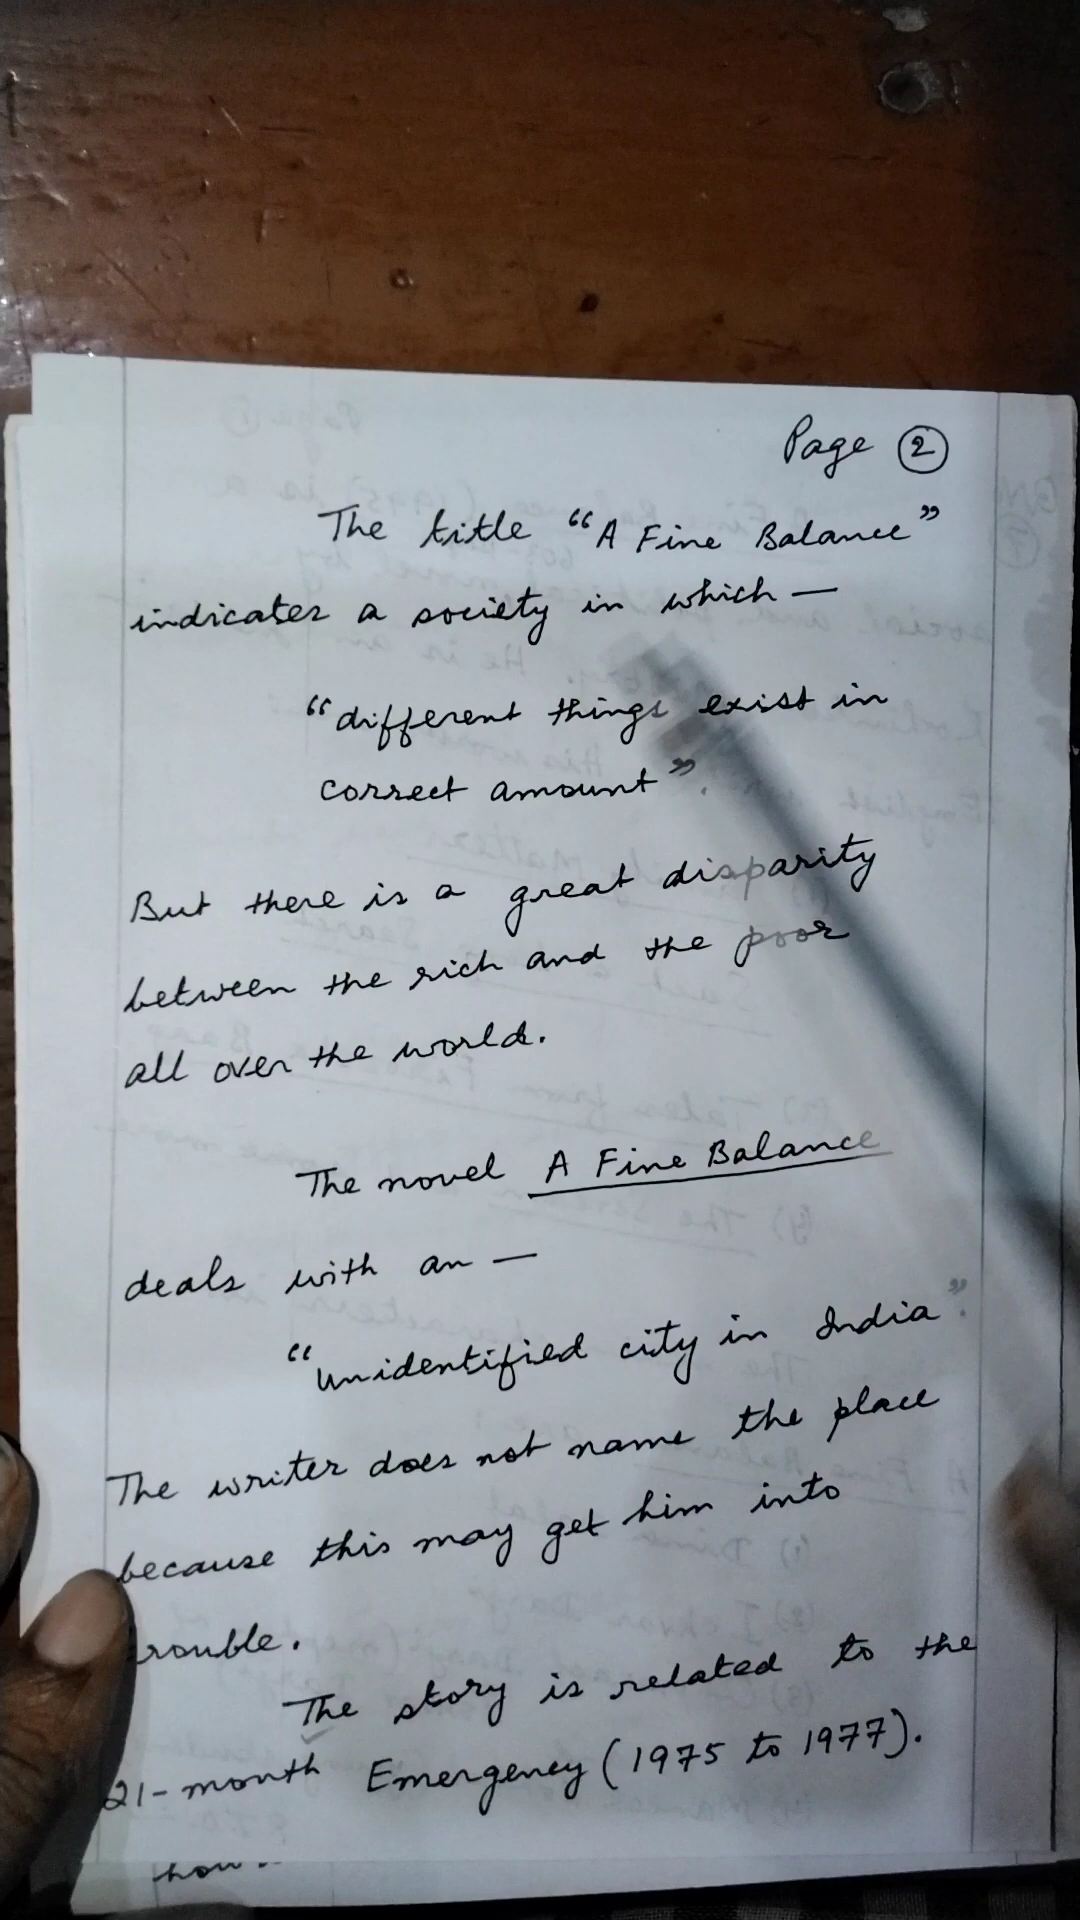 Page 2
The title "A Fine Balance"
indicates a society in which —
"different things exist in
correct amount".
But there is a great disparity
between the rich and the poor
all over the world.
The novel A Fine Balance
deals with an —
"unidentified city in India".
The writer does not name the place
because this may get him into
rouble.
The story is related to the
21-month Emergency (1975 to 1977).